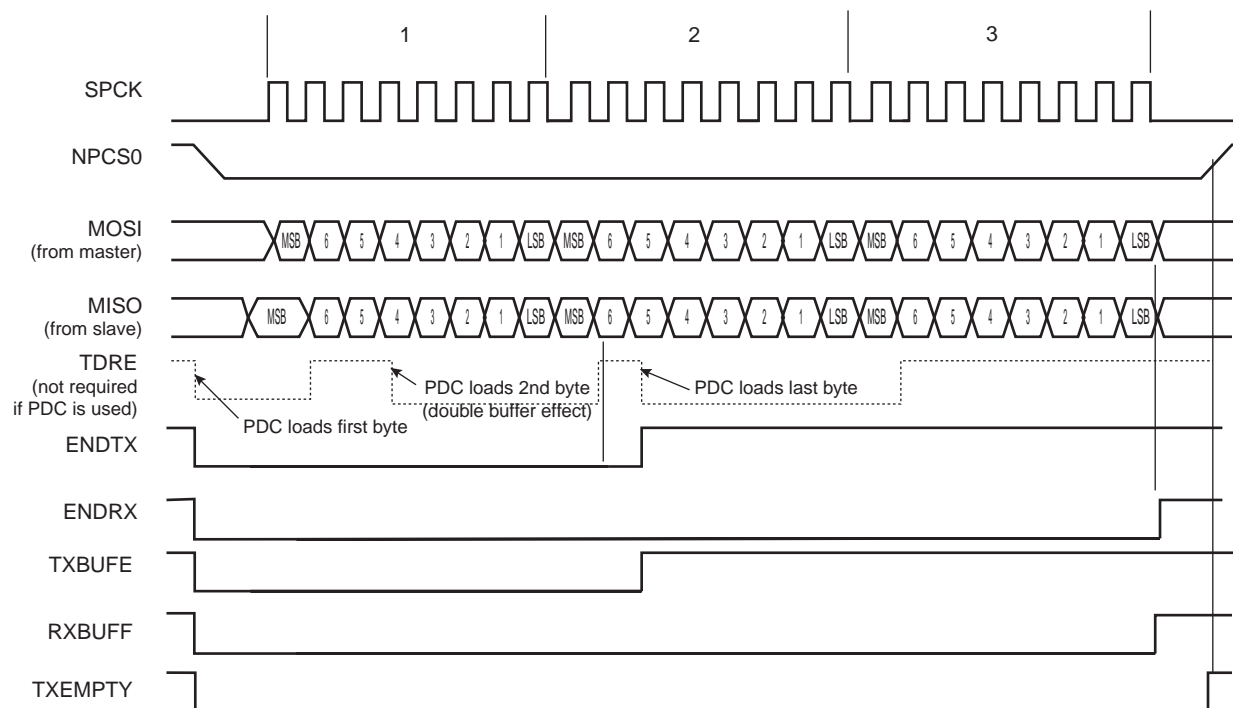 1 2 3
SPCK
NPCS0
MOSI
(from master)
MSB 6 5 4 3 2 1 LSB MSB 6 5 4 3 2 1 LSB MSB 6 5 4 3 2 1 LSB
MISO
(from slave)
MSB 6 5 4 3 2 1 LSB MSB 6 5 4 3 2 1 LSB MSB 6 5 4 3 2 1 LSB
TDRE
(not required
if PDC is used)
PDC loads first byte
PDC loads 2nd byte
(double buffer effect)
PDC loads last byte
ENDTX
ENDRX
TXBUFE
RXBUFF
TXEMPTY